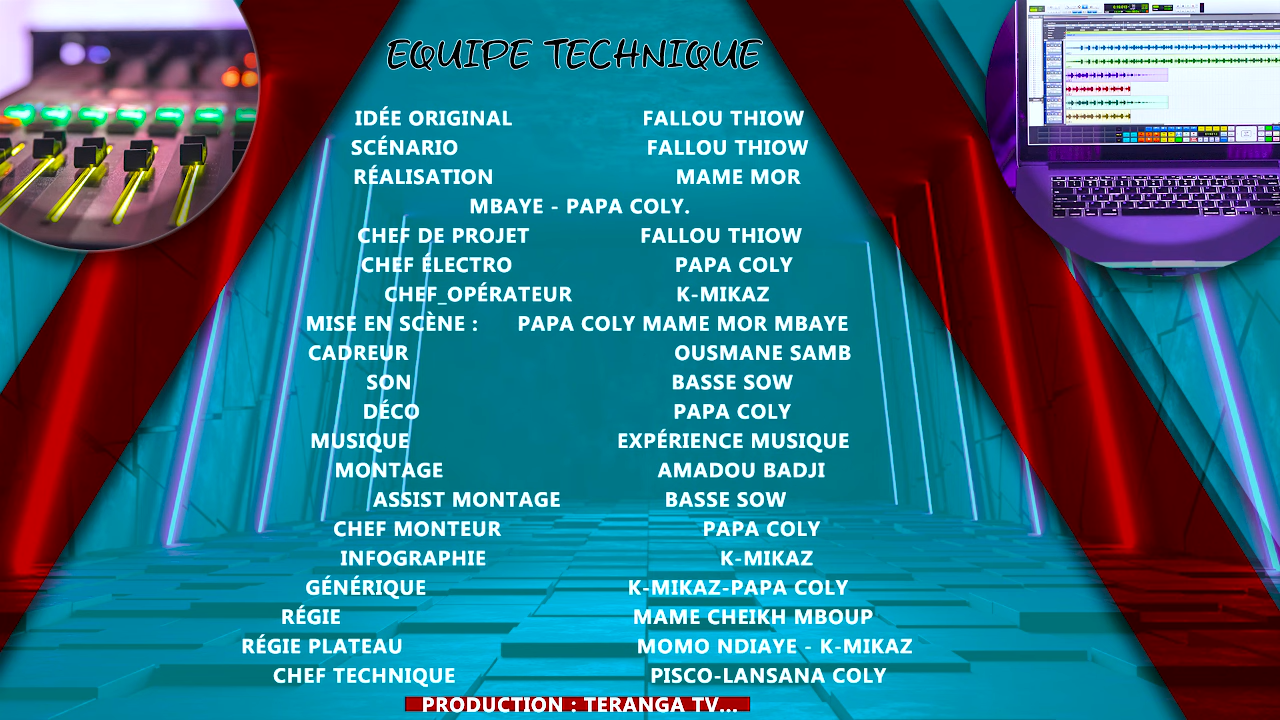 EQUIPE TECHNIQUE
IDÉE ORIGINAL FALLOU THIOW
SCÉNARIO FALLOU THIOW
RÉALISATION MAME MOR
MBAYE - PAPA COLY.
CHEF DE PROJET FALLOU THIOW
CHEF ÉLECTRO PAPA COLY
CHEF_OPÉRATEUR K-MIKAZ
MISE EN SCÈNE : PAPA COLY MAME MOR MBAYE
CADREUR OUSMANE SAMB
SON BASSE SOW
DÉCO PAPA COLY
MUSIQUE EXPÉRIENCE MUSIQUE
MONTAGE AMADOU BADJI
ASSIST MONTAGE BASSE SOW
CHEF MONTEUR PAPA COLY
INFOGRAPHIE K-MIKAZ
GÉNÉRIQUE K-MIKAZ-PAPA COLY
RÉGIE MAME CHEIKH MBOUP
RÉGIE PLATEAU MOMO NDIAYE - K-MIKAZ
CHEF TECHNIQUE PISCO-LANSANA COLY
PRODUCTION : TERANGA TV...